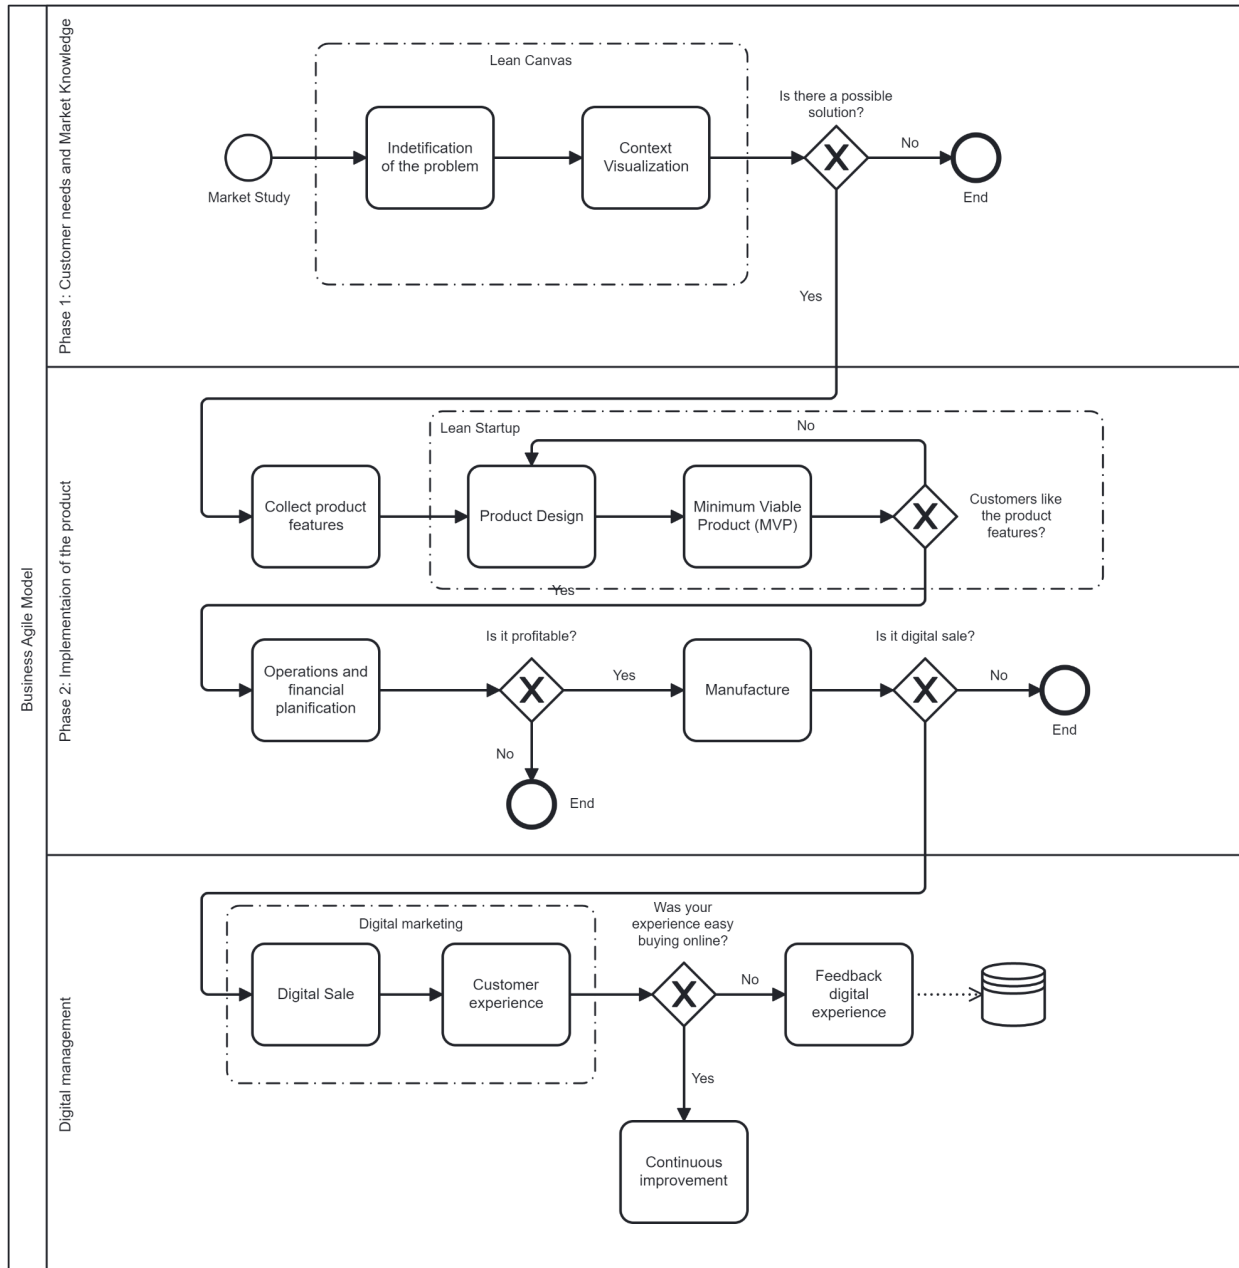 Business Agile Model
Phase 1: Customer needs and Market Knowledge
Lean Canvas
Market Study
Indetification
of the problem
Context
Visualization
Is there a possible
solution?
No
End
Yes
Phase 2: Implementaion of the product
Lean Startup
No
Collect product
features
Product Design
Minimum Viable
Product (MVP)
Customers like
the product
features?
Yes
Operations and
financial
planification
Is it profitable?
Yes
No
End
Manufacture
Is it digital sale?
No
End
Digital management
Digital marketing
Digital Sale
Customer
experience
Was your
experience easy
buying online?
No
Feedback
digital
experience
Yes
Continuous
improvement